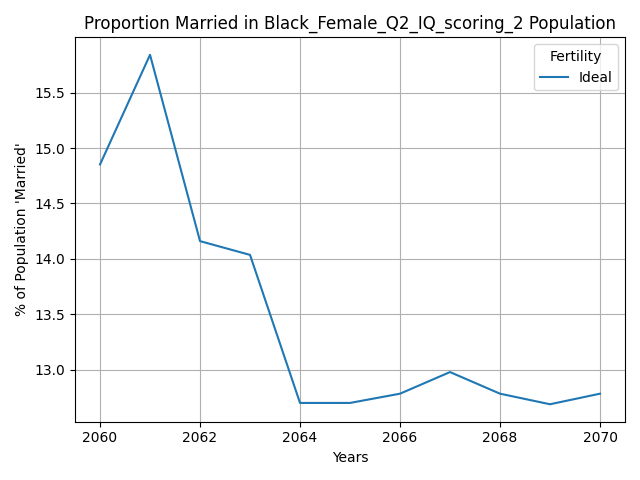 Proportion Married in Black_Female_Q2_IQ_scoring_2 Population
Fertility
Ideal
% of Population 'Married'
15.5
15.0
14.5
14.0
13.5
13.0
2060
2062
2064
2066
2068
2070
Years